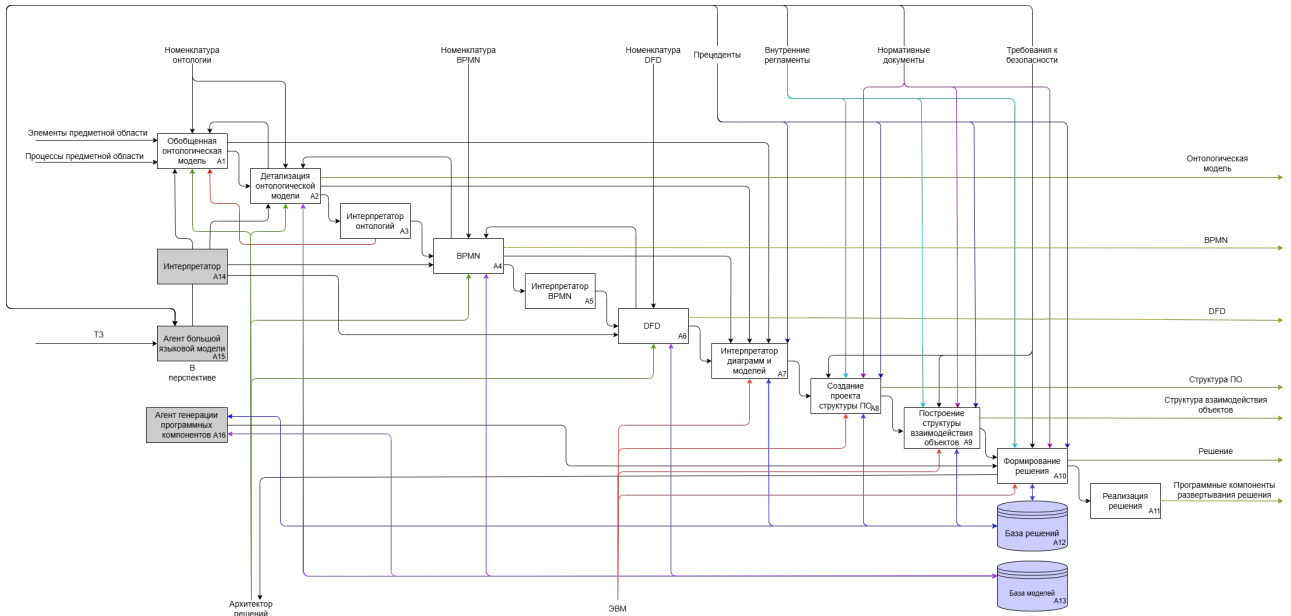 Номенклатура
онтологии
Номенклатура
BPMN
Номенклатура
DFD
Прецеденты
Внутренние
регламенты
Нормативные
документы
Требования к
безопасности
Элементы предметной области
Процессы предметной области
Обобщенная
онтологическая
модель
A1
Детализация
онтологической
модели
A2
Онтологическая
модель
Интерпретатор
онтологий
A3
BPMN
A4
BPMN
Интерпретатор
A14
Интерпретатор
BPMN
A5
DFD
A6
DFD
ТЗ
Агент большой
языковой модели
A15
В
перспективе
Интерпретатор
диаграмм и
моделей
A7
Создание
проекта
структуры ПО
A8
Структура ПО
Агент генерации
программных
компонентов
A16
Построение
структуры
взаимодействия
объектов
A9
Структура взаимодействия
объектов
Формирование
решения
A10
Решение
Реализация
решения
A11
Программные компоненты
развертывания решения
База решений
A12
База моделей
A13
Архитектор
решений
ЭВМ